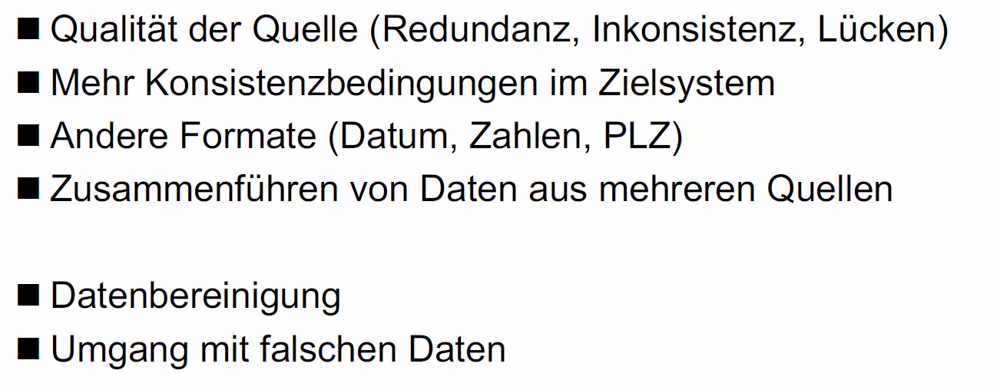 ■ Qualität der Quelle (Redundanz, Inkonsistenz, Lücken)
■ Mehr Konsistenzbedingungen im Zielsystem
■ Andere Formate (Datum, Zahlen, PLZ)
■ Zusammenführen von Daten aus mehreren Quellen
■ Datenbereinigung
■ Umgang mit falschen Daten